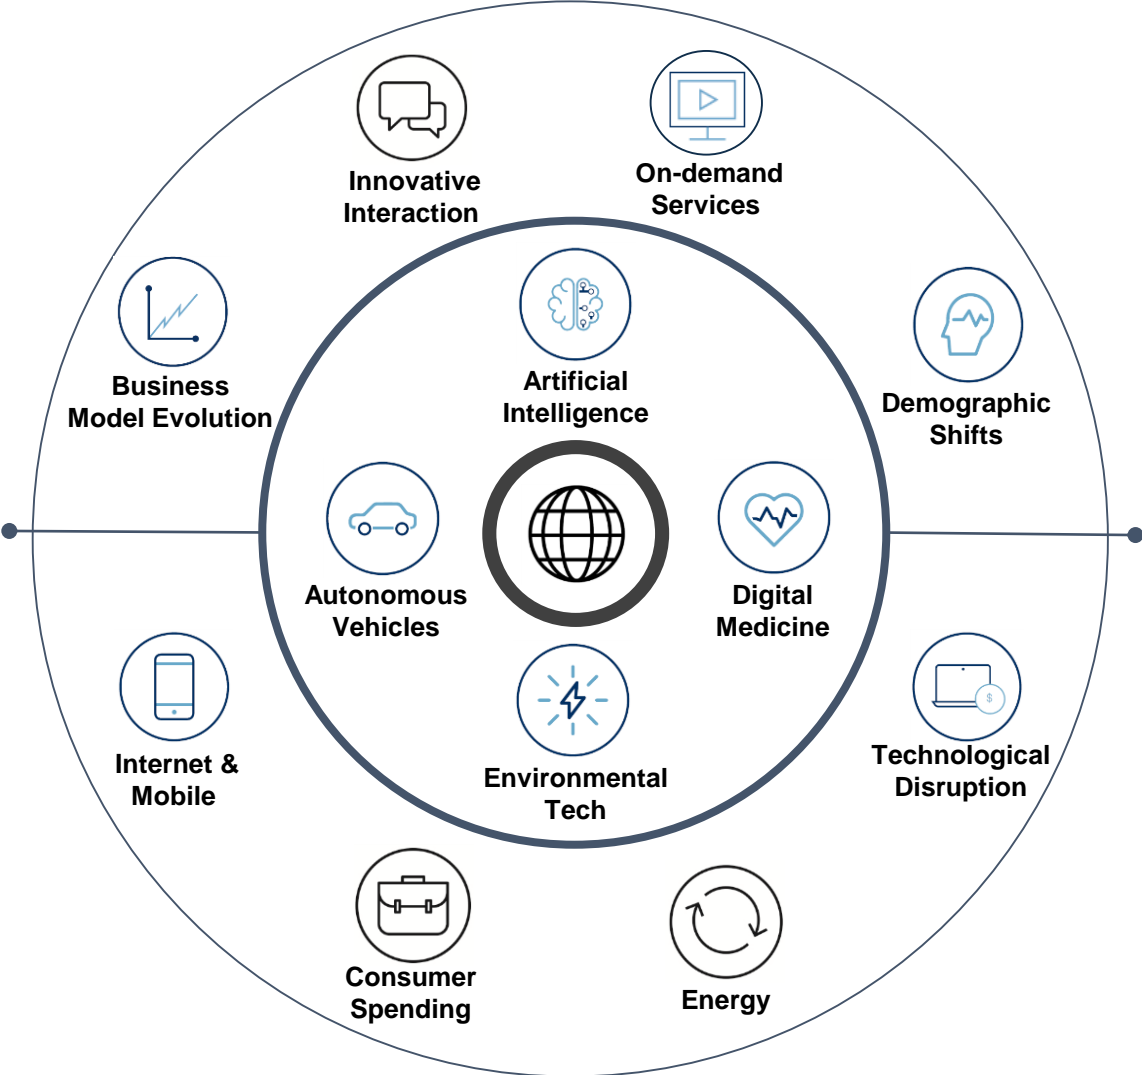 Innovative
Interaction
On-demand
Services
Business
Model Evolution
Artificial
Intelligence
Demographic
Shifts
Autonomous
Vehicles
Digital
Medicine
Internet &
Mobile
Environmental
Tech
$
Technological
Disruption
Consumer
Spending
Energy